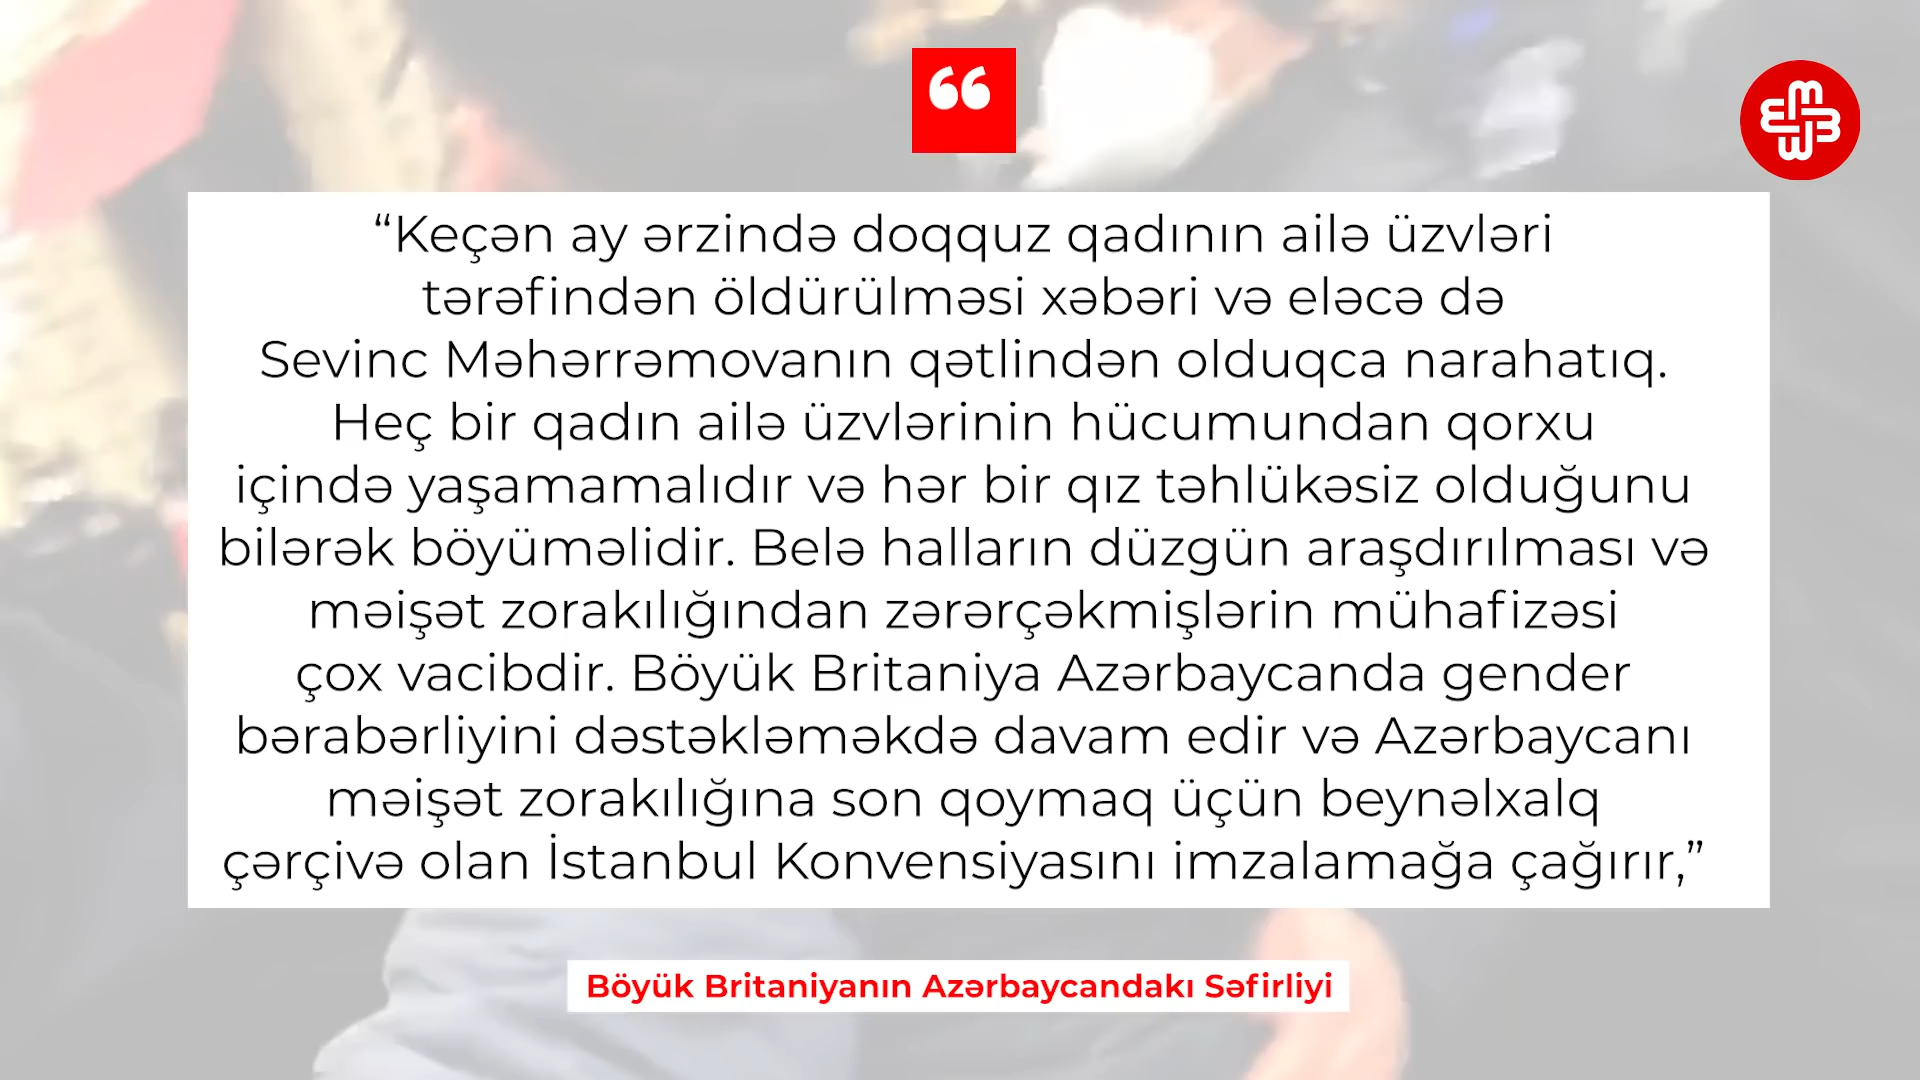 “Keçən ay ərzində doqquz qadının ailə üzvləri
tərəfindən öldürülməsi xəbəri və eləcə də
Sevinc Məhərrəmovanın qətlindən olduqca narahatıq.
Heç bir qadın ailə üzvlərinin hücumundan qorxu
içində yaşamamalıdır və hər bir qız təhlükəsiz olduğunu
bilərək böyüməlidir. Belə halların düzgün araşdırılması və
məişət zorakılığından zərərçəkmişlərin mühafizəsi
çox vacibdir. Böyük Britaniya Azərbaycanda gender
bərabərliyini dəstəkləməkdə davam edir və Azərbaycanı
məişət zorakılığına son qoymaq üçün beynəlxalq
çərçivə olan İstanbul Konvensiyasını imzalamağa çağırır,”
Böyük Britaniyanın Azərbaycandakı Səfirliyi